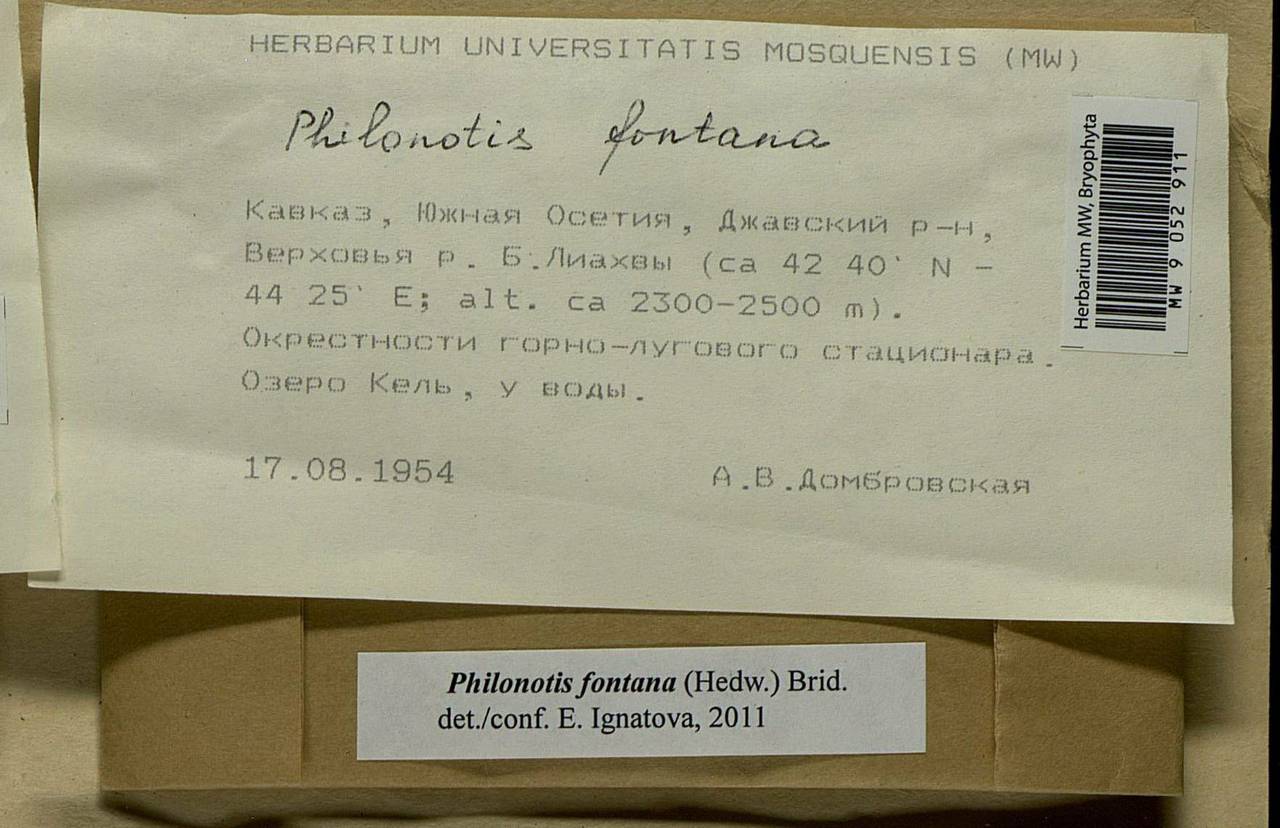 HERBARIUM UNIVERSITATIS MOSQUENSIS (MW)
Philonotis fontana
Кавказ, Южная Осетия, Джавский р-н,
Верховья р. Б.Лиахвы (ca 42 40' N -
44 25' E; alt. ca 2300-2500 m).
Окрестности горно-лугового стационара.
Озеро Кель, у воды.
17.08.1954 А.В.Домбровская
Herbarium MW, Bryophyta
MW 9 052 911
Philonotis fontana (Hedw.) Brid.
det./conf. E. Ignatova, 2011